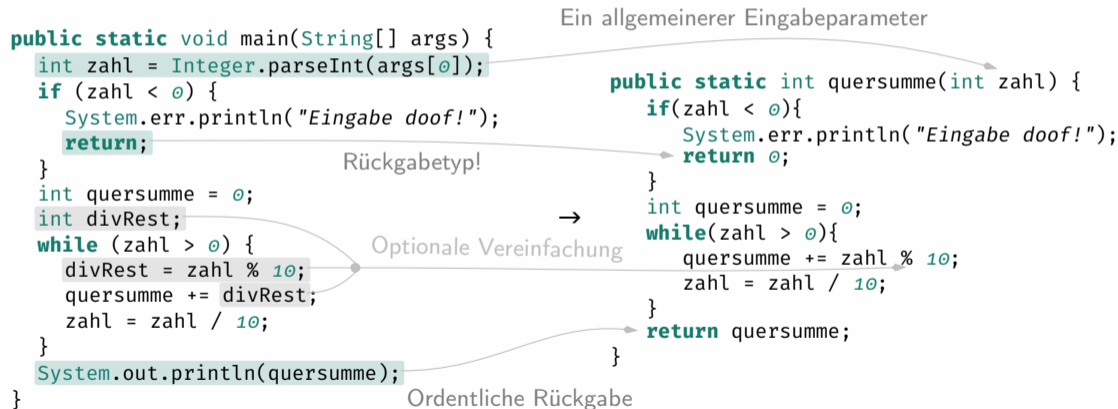 Ein allgemeinerer Eingabeparameter
public static void main(String[] args) {
int zahl = Integer.parseInt(args[0]);
if (zahl < 0) {
System.err.println("Eingabe doof!");
return;
}
int quersumme = 0;
int divRest;
while (zahl > 0) {
divRest = zahl % 10;
quersumme += divRest;
zahl = zahl / 10;
}
System.out.println(quersumme);
}
Rückgabetyp!
Optionale Vereinfachung
Ordentliche Rückgabe
→
public static int quersumme(int zahl) {
if(zahl < 0){
System.err.println("Eingabe doof!");
return 0;
}
int quersumme = 0;
while(zahl > 0){
quersumme += zahl % 10;
zahl = zahl / 10;
}
return quersumme;
}